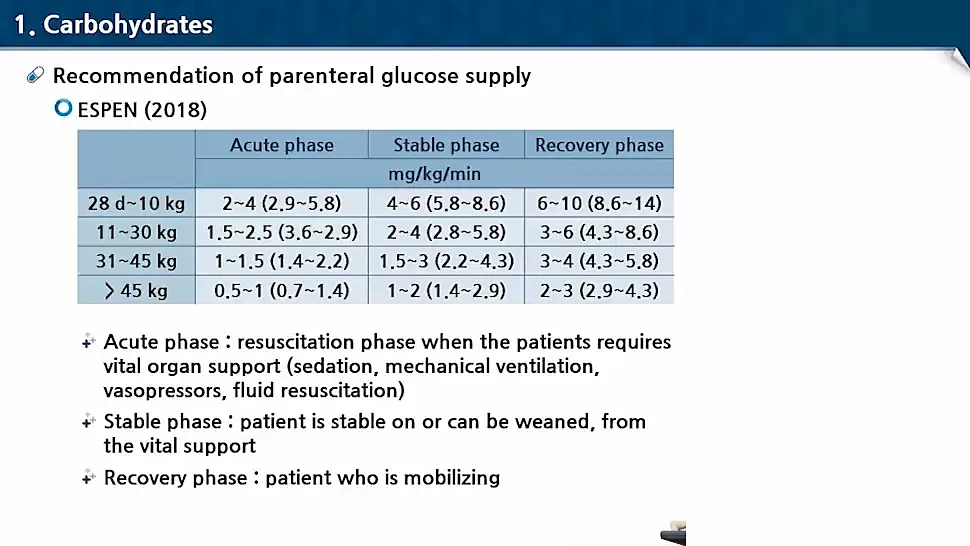 1. Carbohydrates
Recommendation of parenteral glucose supply
ESPEN (2018)
Acute phase Stable phase Recovery phase
mg/kg/min
28 d~10 kg 2~4 (2.9~5.8) 4~6 (5.8~8.6) 6~10 (8.6~14)
11~30 kg 1.5~2.5 (3.6~2.9) 2~4 (2.8~5.8) 3~6 (4.3~8.6)
31~45 kg 1~1.5 (1.4~2.2) 1.5~3 (2.2~4.3) 3~4 (4.3~5.8)
> 45 kg 0.5~1 (0.7~1.4) 1~2 (1.4~2.9) 2~3 (2.9~4.3)
Acute phase : resuscitation phase when the patients requires
vital organ support (sedation, mechanical ventilation,
vasopressors, fluid resuscitation)
Stable phase : patient is stable on or can be weaned, from
the vital support
Recovery phase : patient who is mobilizing